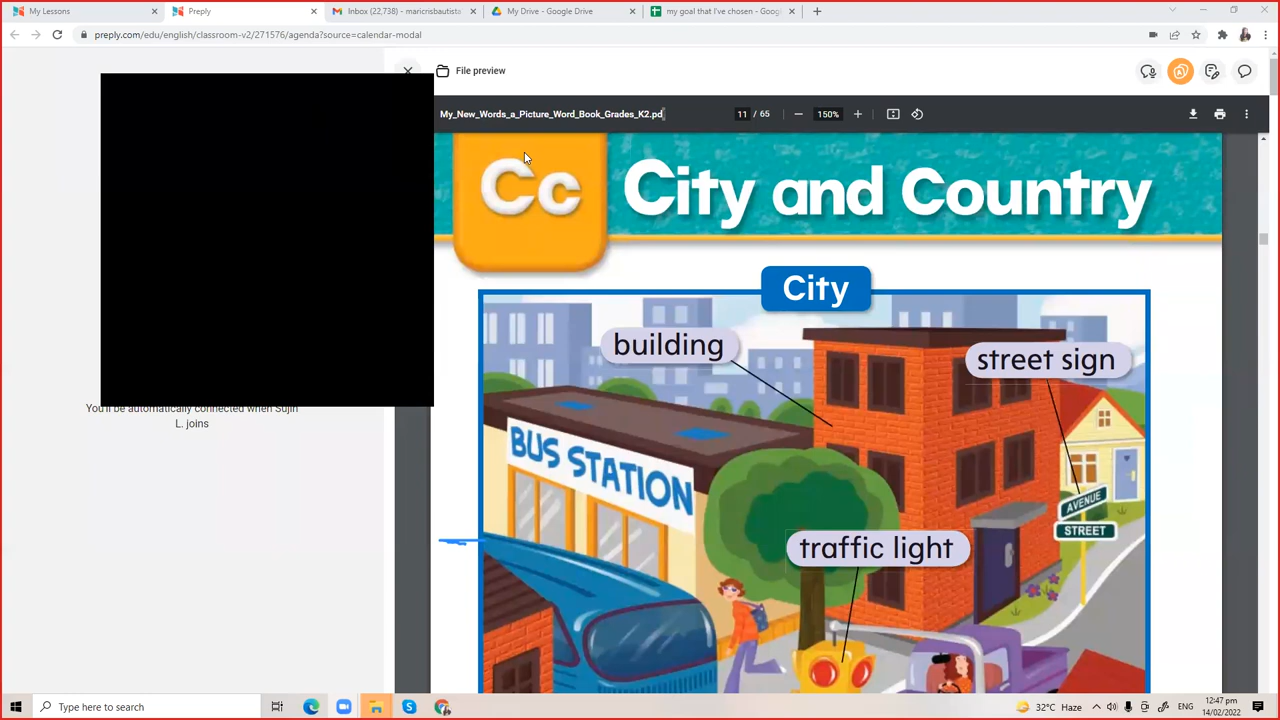 My Lessons
Preply
Inbox (22,738) - maricrisbautista
My Drive - Google Drive
my goal that I've chosen - Goog
preply.com/edu/english/classroom-v2/271576/agenda?source=calendar-modal
File preview
My_New_Words_a_Picture_Word_Book_Grades_K2.pd
11 / 65
150%
Cc
City and Country
City
building
street sign
BUS STATION
AVENUE
STREET
traffic light
You'll be automatically connected when Sujin
L. joins
Type here to search
32°C Haze
ENG
12:47 pm
14/02/2022